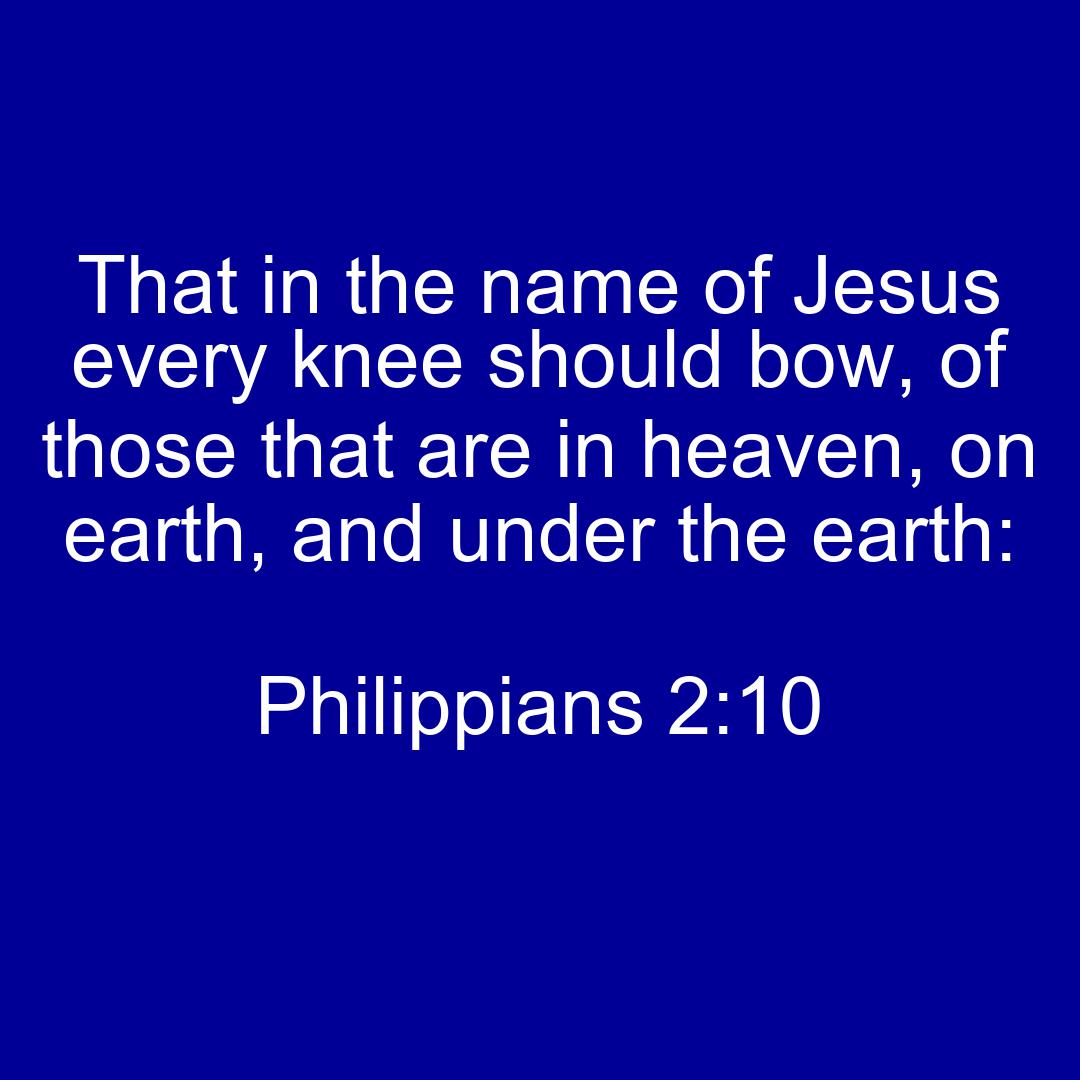 That in the name of Jesus
every knee should bow, of
those that are in heaven, on
earth, and under the earth:
Philippians 2:10